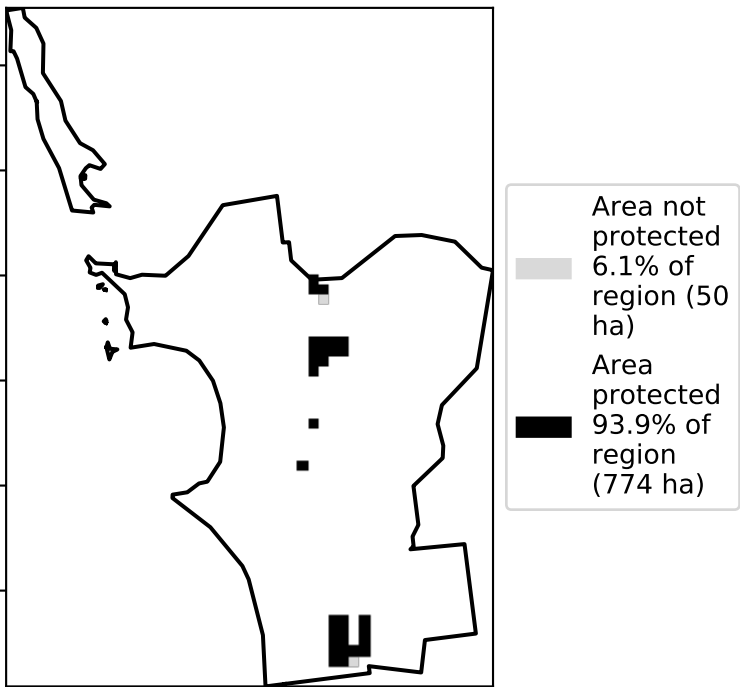 Area not
protected
6.1% of
region (50
ha)
Area
protected
93.9% of
region
(774 ha)